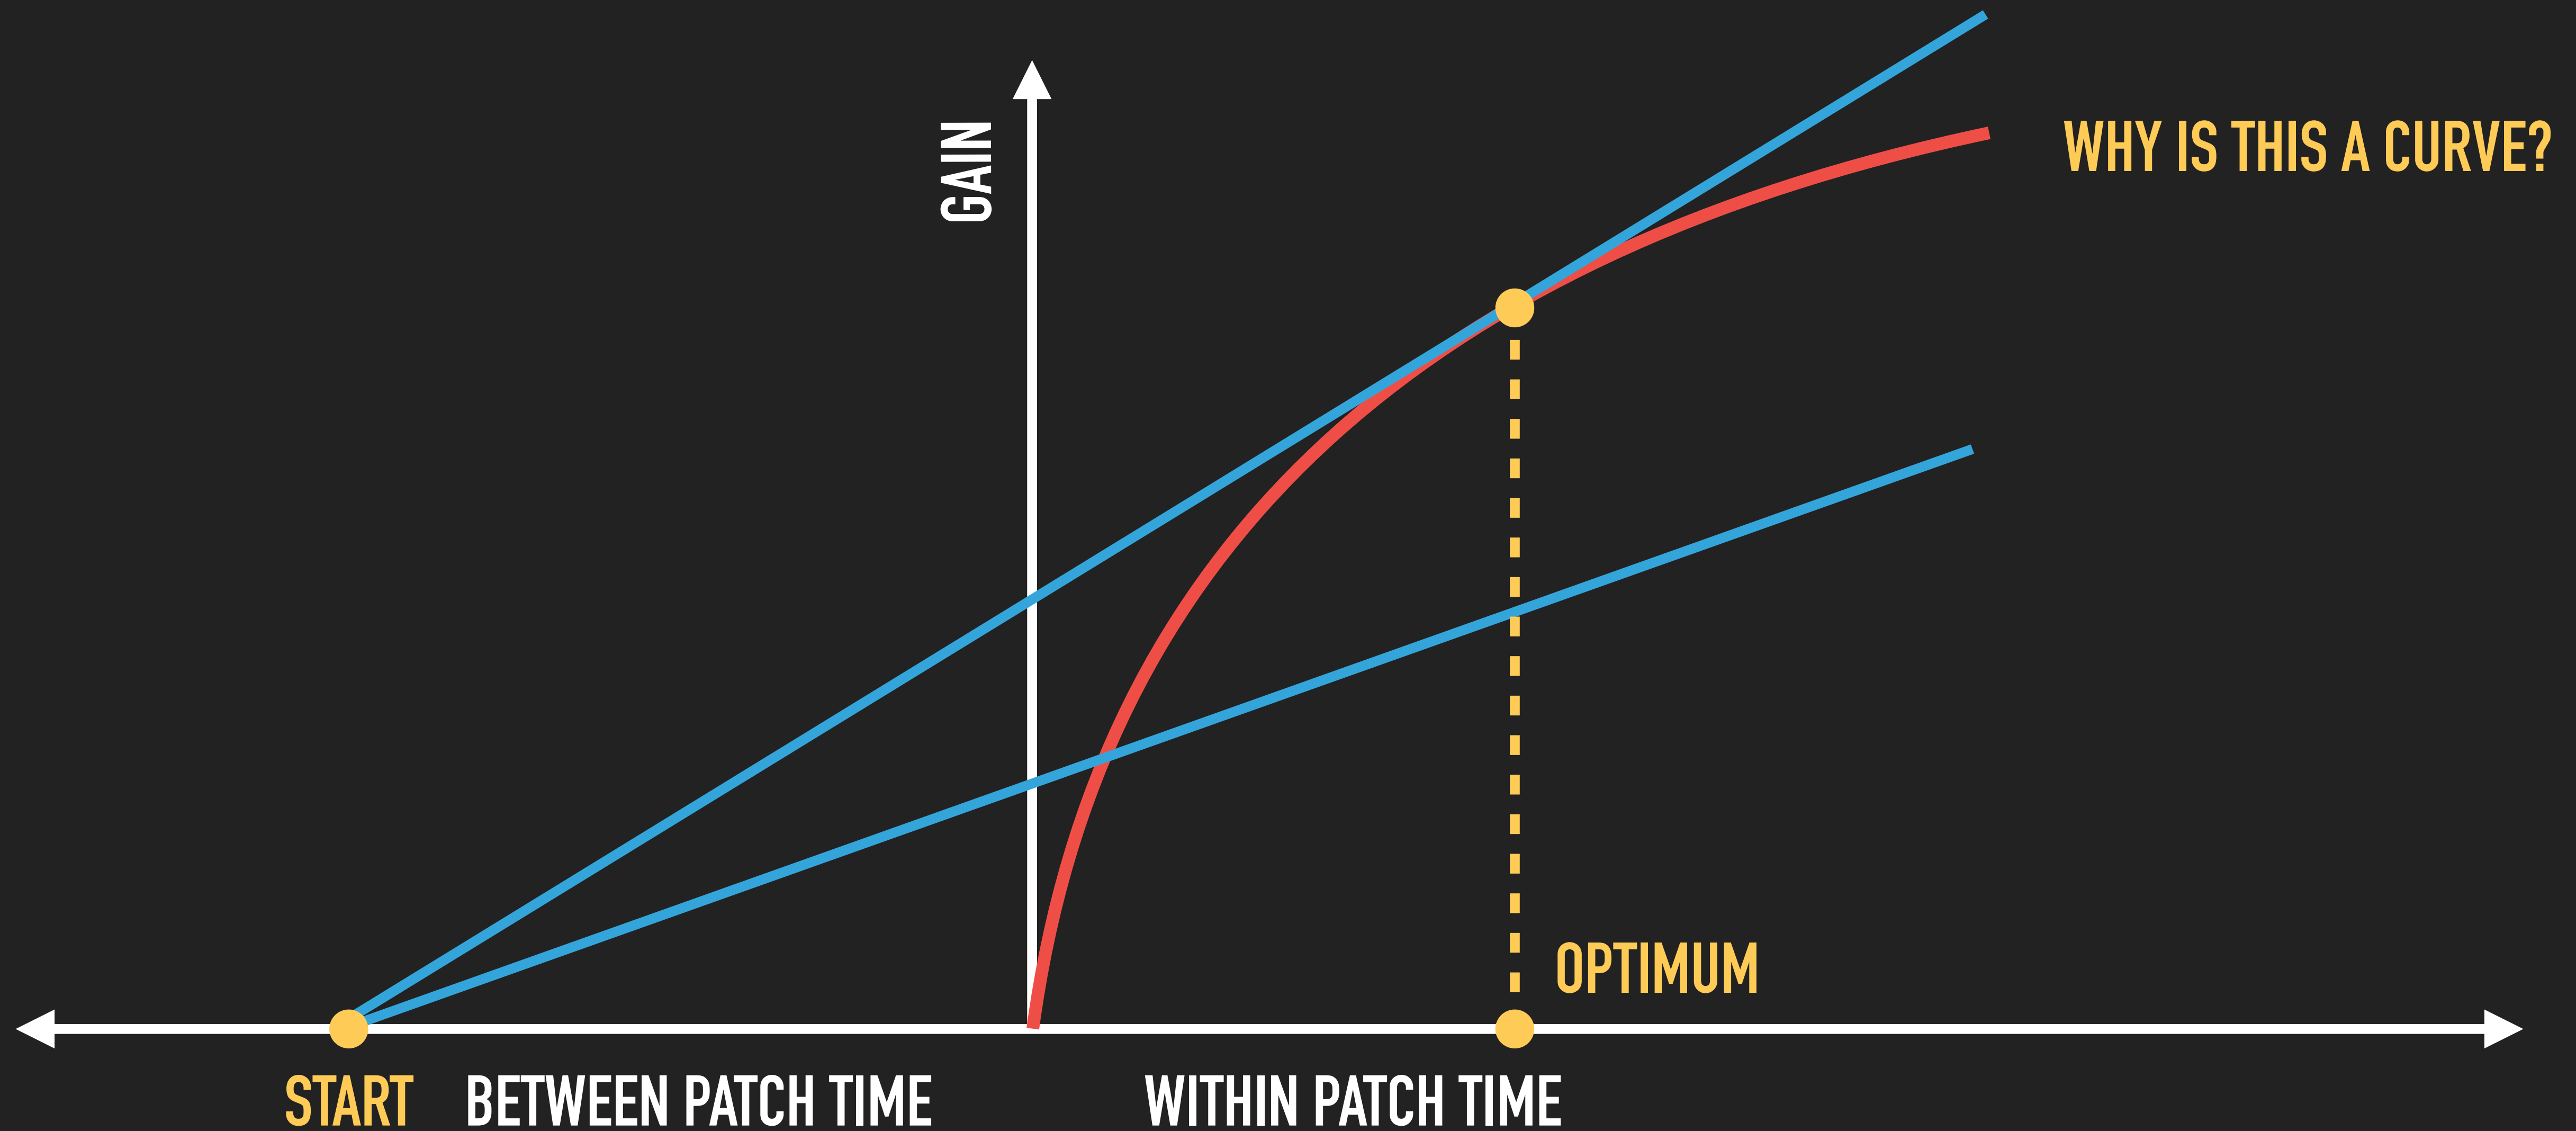 GAIN
WHY IS THIS A CURVE?
OPTIMUM
START
BETWEEN PATCH TIME
WITHIN PATCH TIME